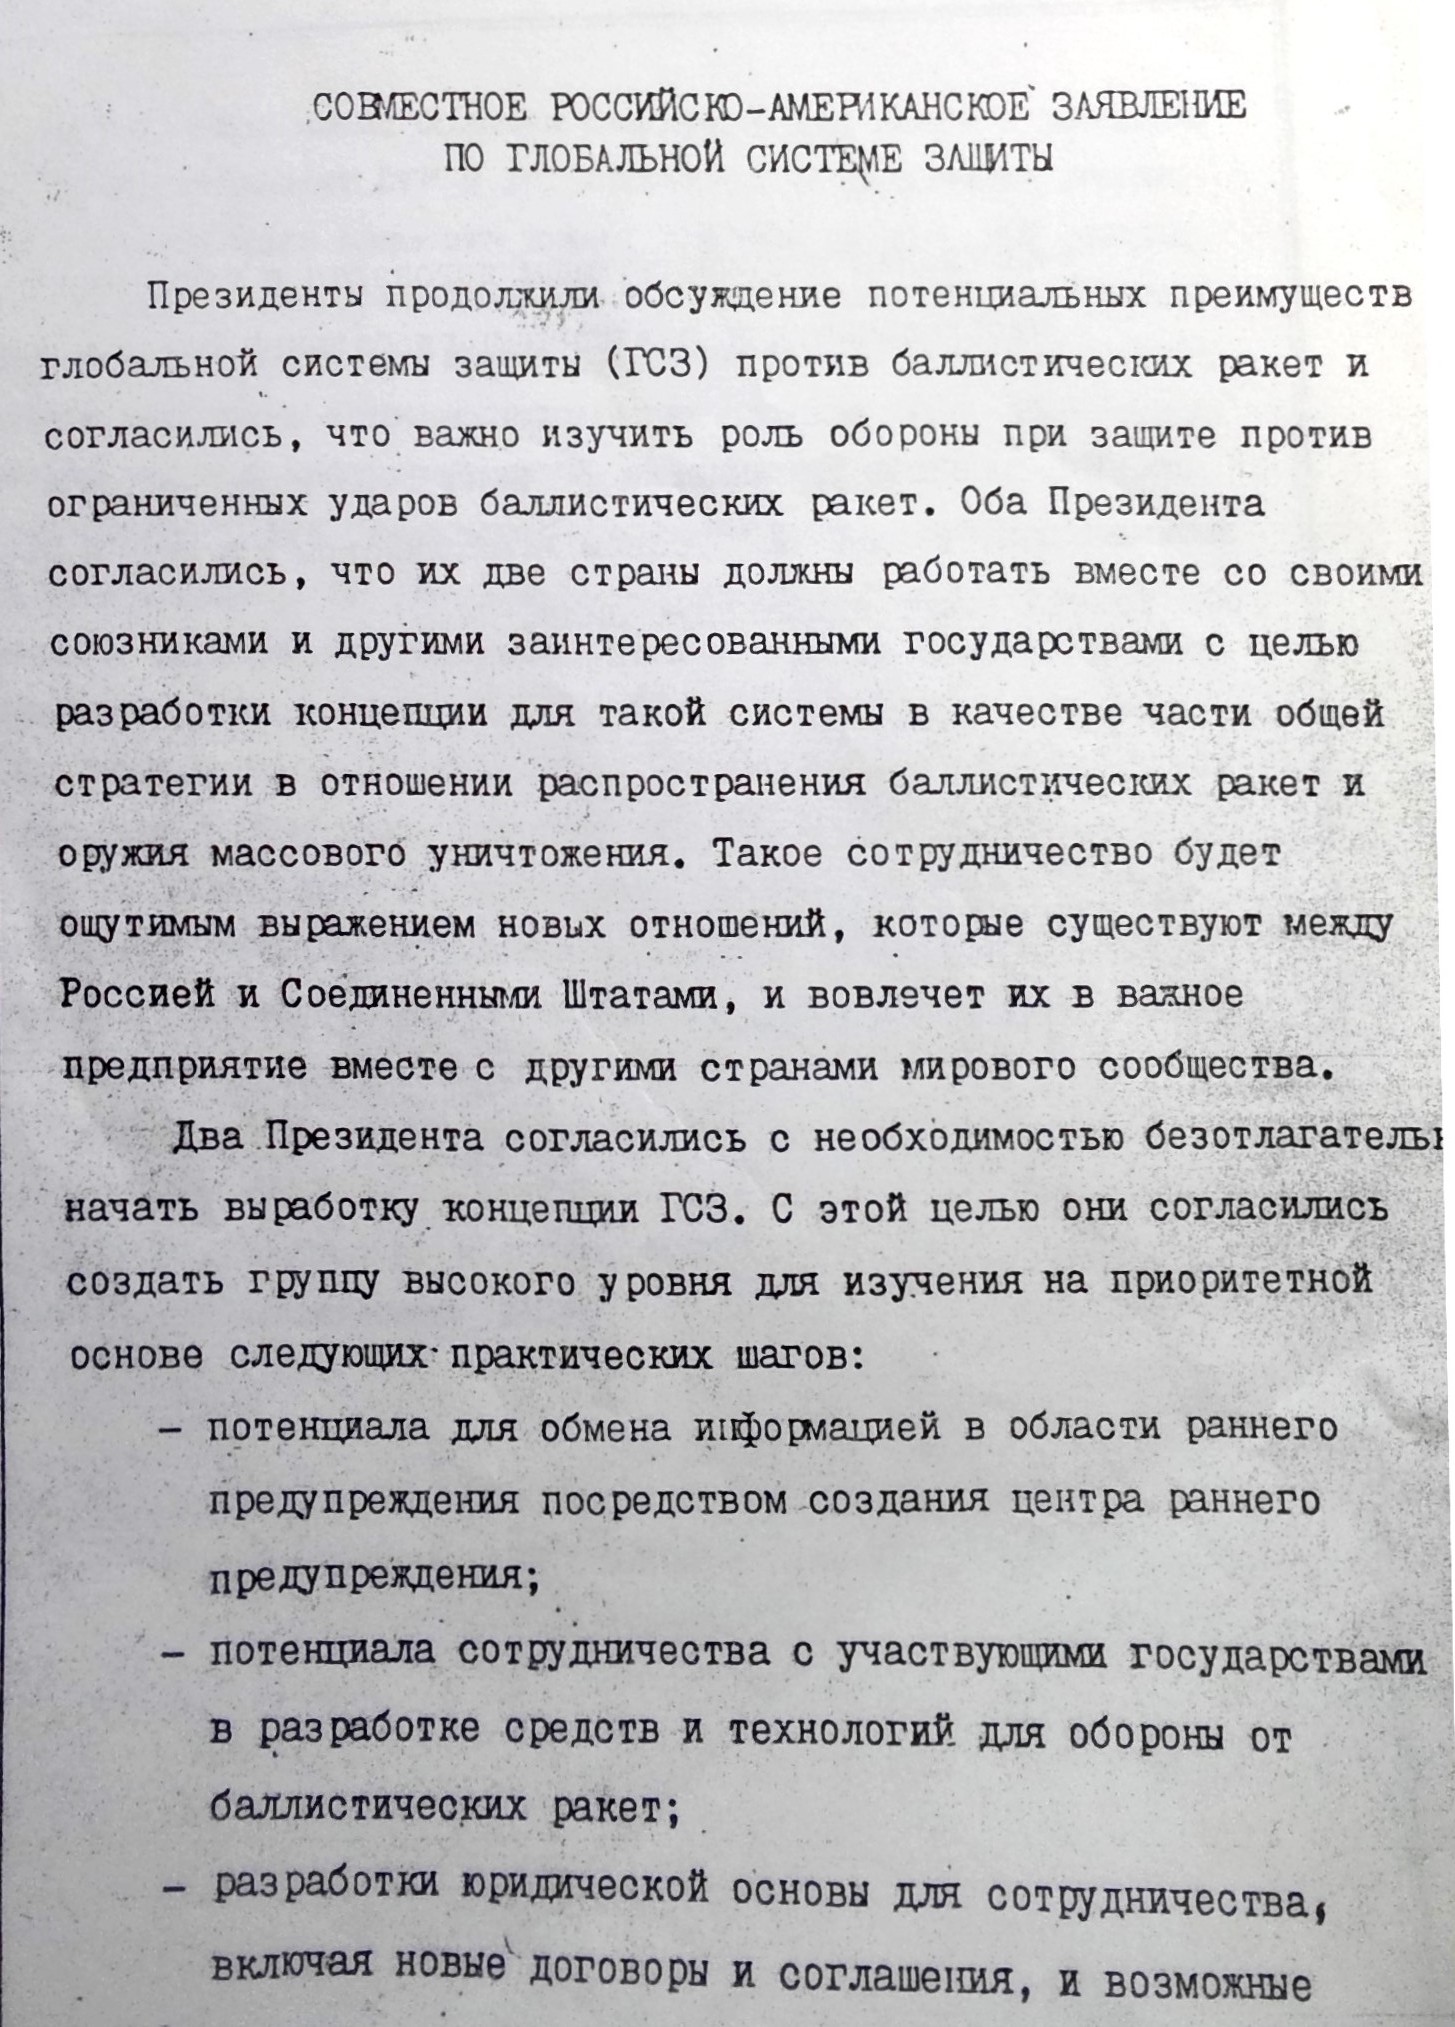 СОВМЕСТНОЕ РОССИЙСКО-АМЕРИКАНСКОЕ ЗАЯВЛЕНИЕ
ПО ГЛОБАЛЬНОЙ СИСТЕМЕ ЗАЩИТЫ
Президенты продолжили обсуждение потенциальных преимуществ
глобальной системы защиты (ГСЗ) против баллистических ракет и
согласились, что важно изучить роль обороны при защите против
ограниченных ударов баллистических ракет. Оба Президента
согласились, что их две страны должны работать вместе со своими
союзниками и другими заинтересованными государствами с целью
разработки концепции для такой системы в качестве части общей
стратегии в отношении распространения баллистических ракет и
оружия массового уничтожения. Такое сотрудничество будет
ощутимым выражением новых отношений, которые существуют между
Россией и Соединенными Штатами, и вовлечет их в важное
предприятие вместе с другими странами мирового сообщества.
Два Президента согласились с необходимостью безотлагательн
начать выработку концепции ГСЗ. С этой целью они согласились
создать группу высокого уровня для изучения на приоритетной
основе следующих практических шагов:
- потенциала для обмена информацией в области раннего
предупреждения посредством создания центра раннего
предупреждения;
- потенциала сотрудничества с участвующими государствами
в разработке средств и технологий для обороны от
баллистических ракет;
- разработки юридической основы для сотрудничества,
включая новые договоры и соглашения, и возможные